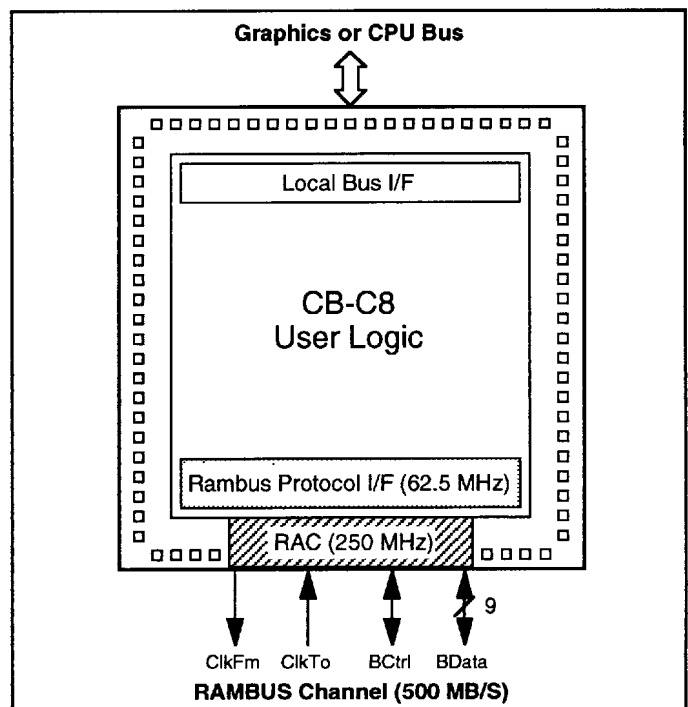 Graphics or CPU Bus
Local Bus I/F
CB-C8
User Logic
Rambus Protocol I/F (62.5 MHz)
RAC (250 MHz)
9
ClkFm ClkTo BCtrl BData
RAMBUS Channel (500 MB/S)